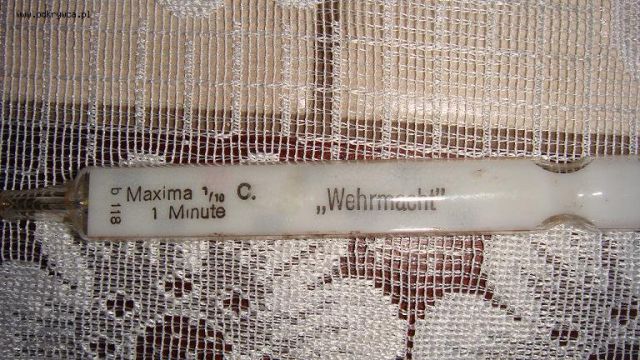 www.odkrywca.pl
b 118
Maxima 1/10 C.
1 Minute
„Wehrmacht"